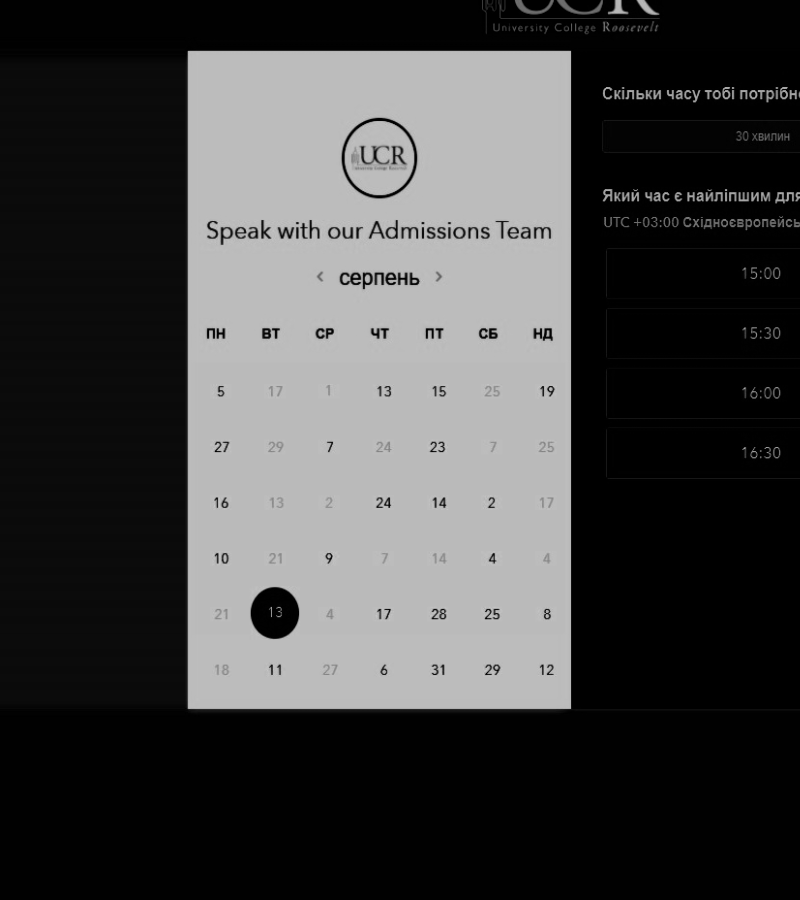 UCR
University College Roosevelt
UCR
Speak with our Admissions Team
серпень
ПН ВТ СР ЧТ ПТ СБ НД
5 17 1 13 15 25 19
27 29 7 24 23 7 25
16 13 2 24 14 2 17
10 21 9 7 14 4 4
21 13 4 17 28 25 8
18 11 27 6 31 29 12
Скільки часу тобі потрібн
30 хвилин
Який час є найліпшим для
UTC +03:00 Східноєвропейсь
15:00
15:30
16:00
16:30